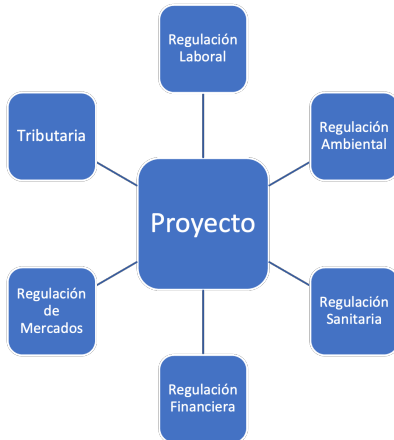 Regulación
Laboral
Tributaria
Regulación
Ambiental
Proyecto
Regulación
de
Mercados
Regulación
Sanitaria
Regulación
Financiera